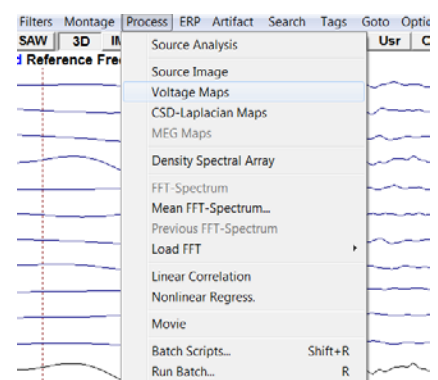 Filters Montage Process ERP Artifact Search Tags Goto
SAW 3D Usr
Reference
Source Analysis
Source Image
Voltage Maps
CSD-Laplacian Maps
MEG Maps
Density Spectral Array
FFT-Spectrum
Mean FFT-Spectrum...
Previous FFT-Spectrum
Load FFT
Linear Correlation
Nonlinear Regress.
Movie
Batch Scripts... Shift+R
Run Batch... R